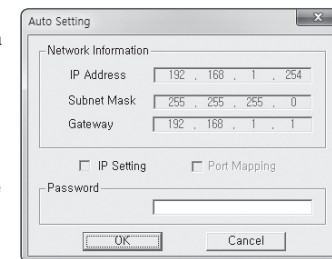 Auto Setting
Network Information
IP Address 192 . 168 . 1 . 254
Subnet Mask 255 . 255 . 255 . 0
Gateway 192 . 168 . 1 . 1
IP Setting Port Mapping
Password
OK Cancel